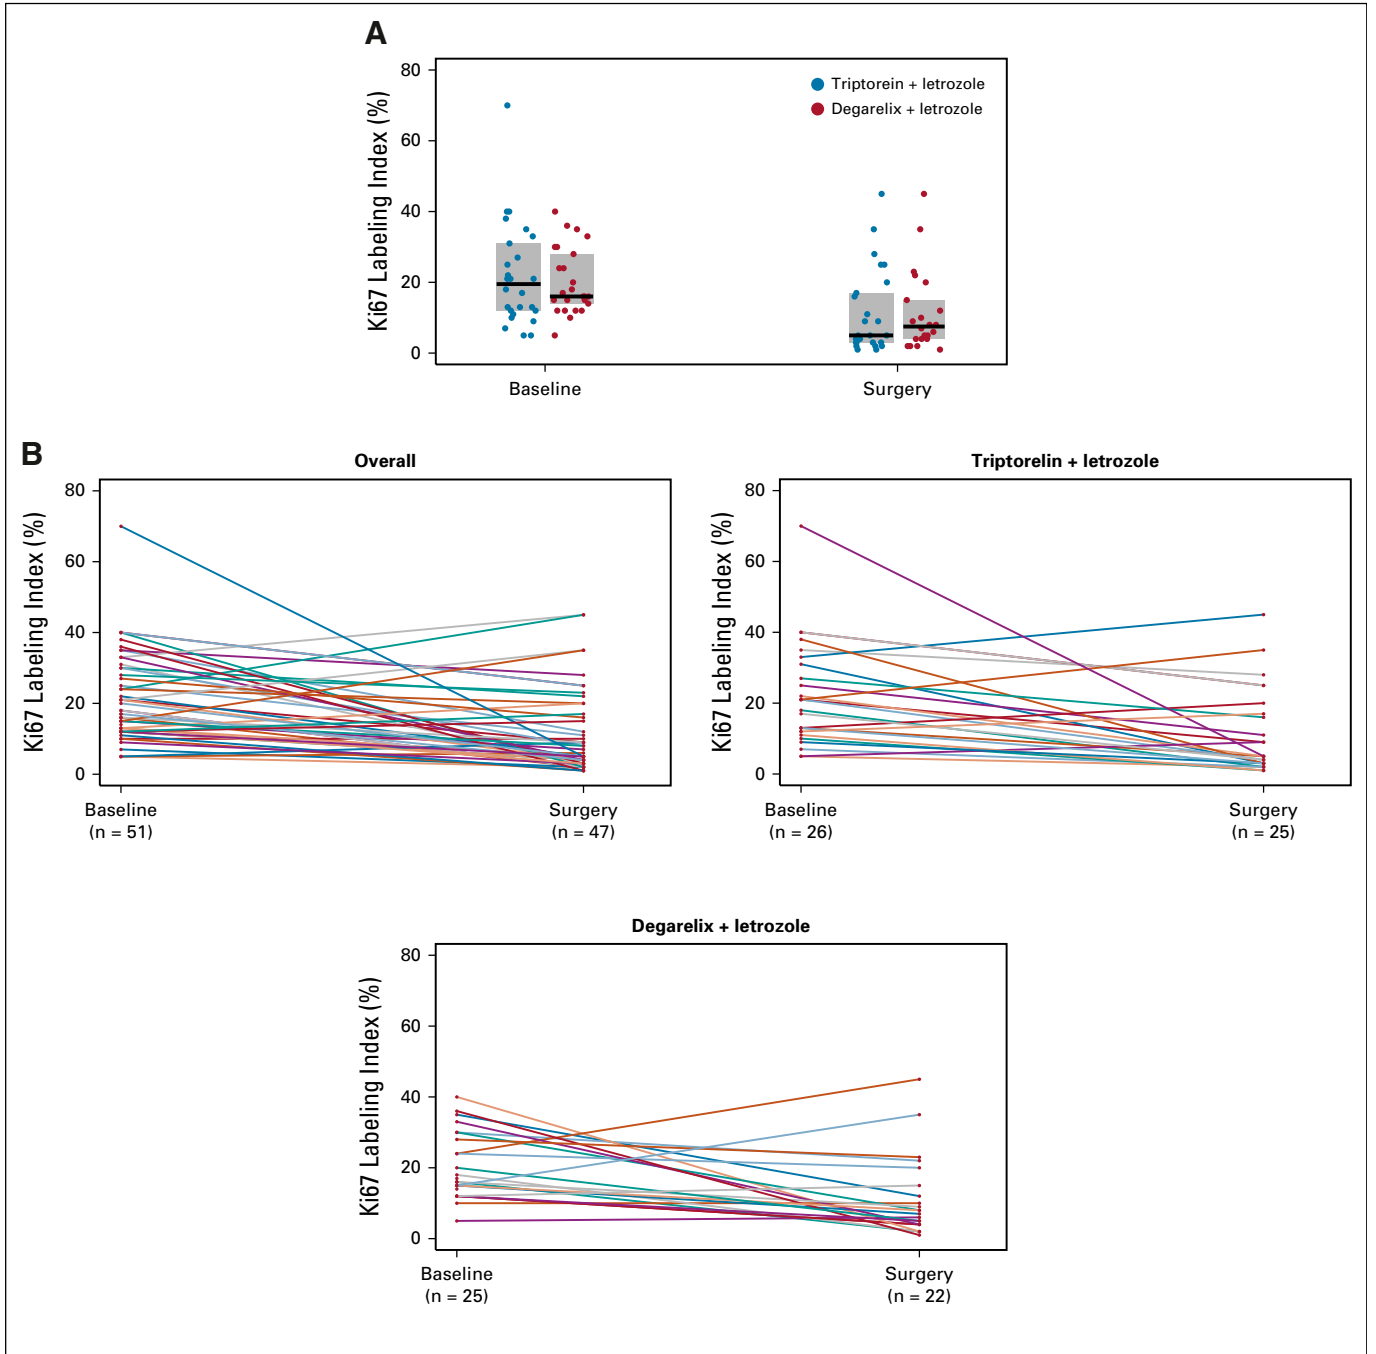 A
Ki67 Labeling Index (%)
80
60
40
20
0
Triptorein + letrozole
Degarelix + letrozole
Baseline
Surgery
B
Overall
Ki67 Labeling Index (%)
80
60
40
20
0
Baseline
(n = 51)
Surgery
(n = 47)
Triptorelin + letrozole
Ki67 Labeling Index (%)
80
60
40
20
0
Baseline
(n = 26)
Surgery
(n = 25)
Degarelix + letrozole
Ki67 Labeling Index (%)
80
60
40
20
0
Baseline
(n = 25)
Surgery
(n = 22)